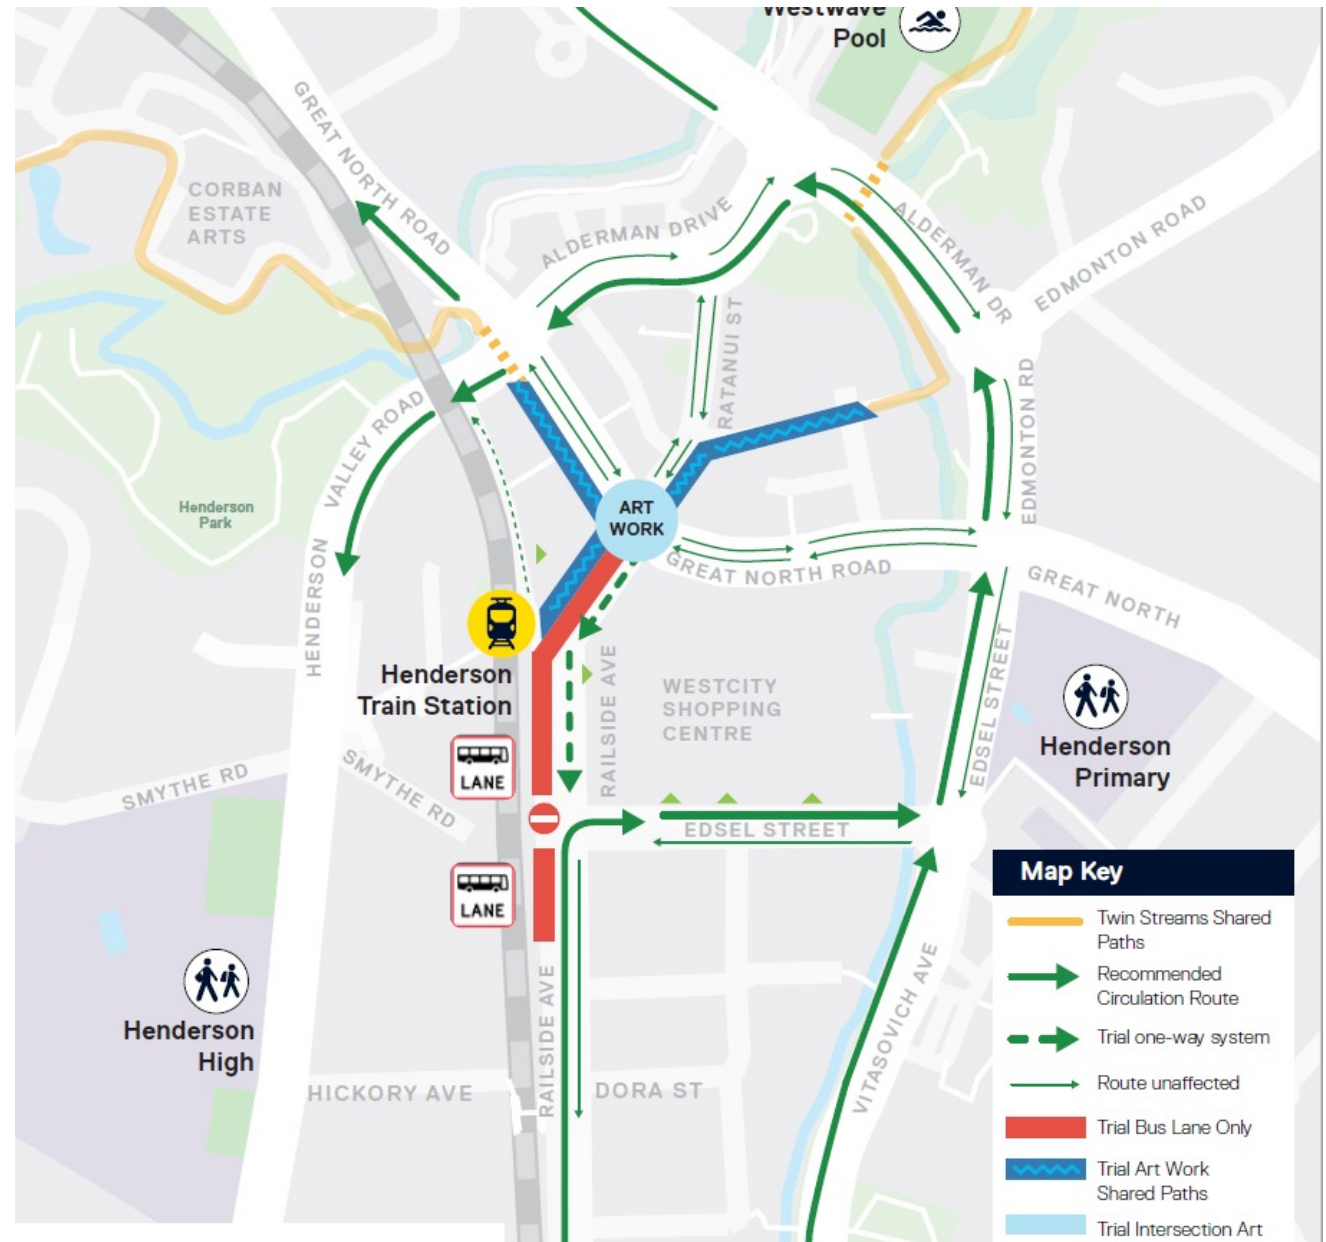 Westwave
Pool
GREAT NORTH ROAD
CORBAN
ESTATE
ARTS
ALDERMAN DRIVE
ALDERMAN DR
EDMONTON ROAD
RATANUI ST
EDMONTON RD
VALLEY ROAD
HENDERSON
Henderson
Park
ART
WORK
GREAT NORTH ROAD
GREAT NORTH
Henderson
Train Station
RAILSIDE AVE
WESTCITY
SHOPPING
CENTRE
EDSEL STREET
Henderson
Primary
SMYTHE RD
SMYTHE RD
LANE
EDSEL STREET
LANE
Henderson
High
HICKORY AVE
RAILSIDE AVE
DORA ST
VITASOVICH AVE
Map Key
Twin Streams Shared
Paths
Recommended
Circulation Route
Trial one-way system
Route unaffected
Trial Bus Lane Only
Trial Art Work
Shared Paths
Trial Intersection Art